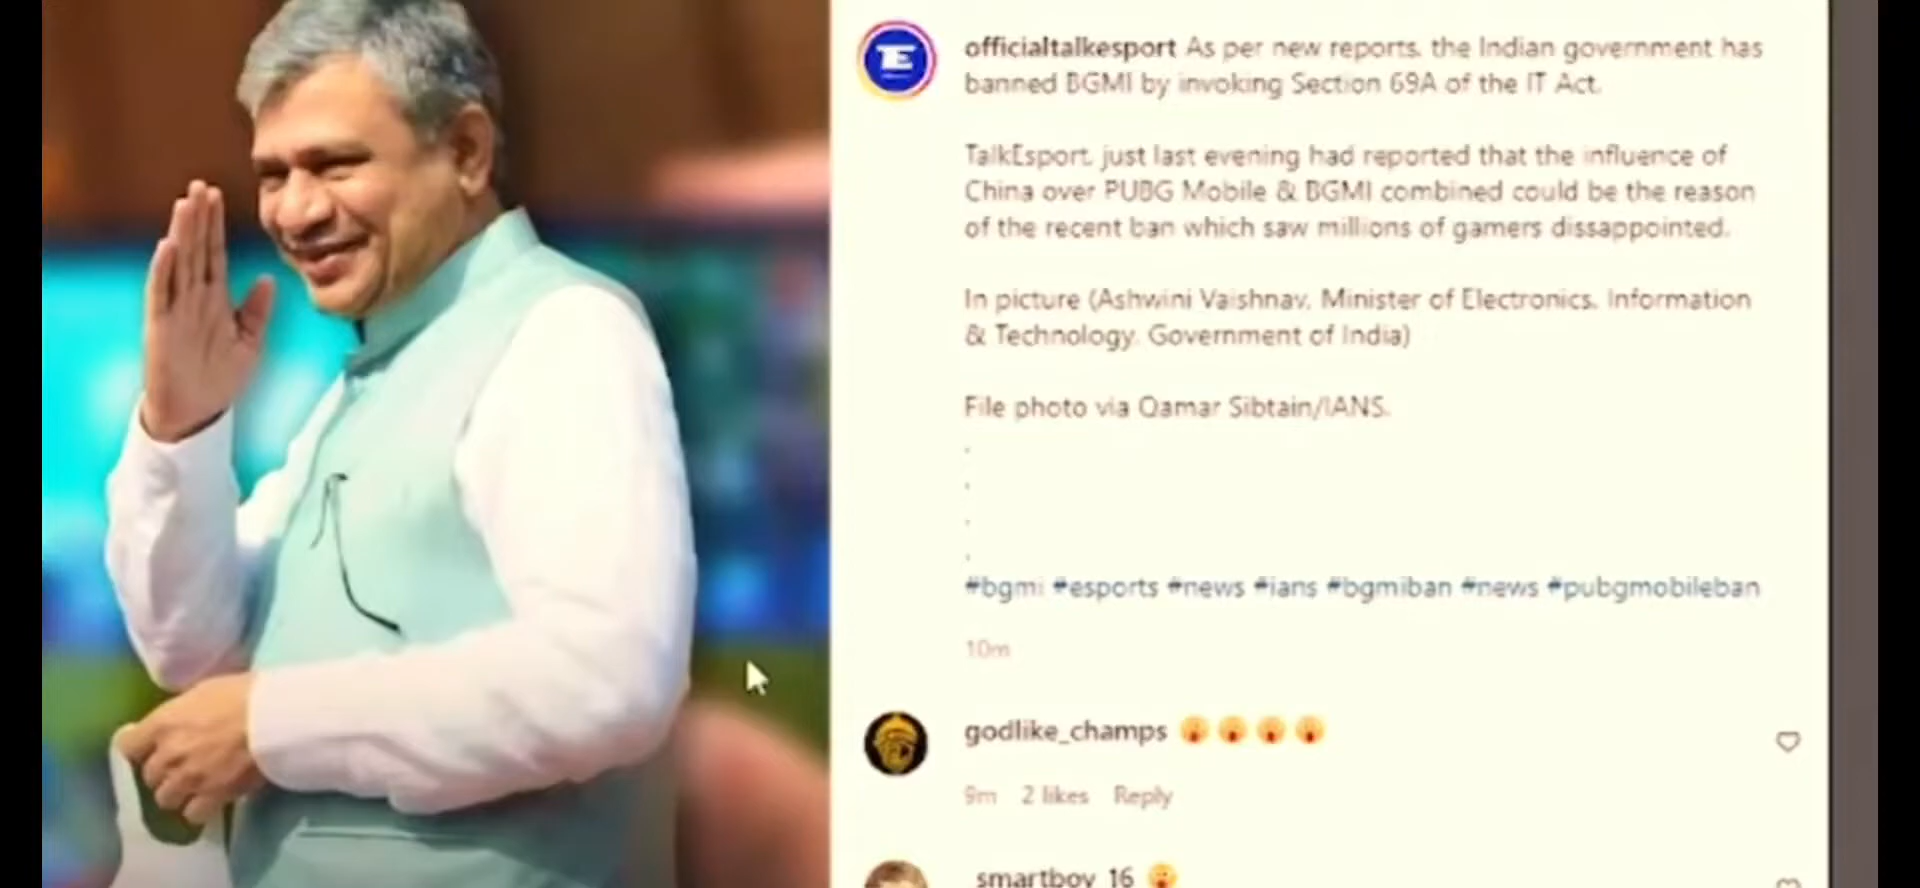 officialtalkesport As per new reports, the Indian government has
banned BGMI by invoking Section 69A of the IT Act.
TalkEsport, just last evening had reported that the influence of
China over PUBG Mobile & BGMI combined could be the reason
of the recent ban which saw millions of gamers dissappointed.
In picture (Ashwini Vaishnav, Minister of Electronics, Information
& Technology, Government of India)
File photo via Qamar Sibtain/IANS.
.
.
.
.
#bgmi #esports #news #ians #bgmiban #news #pubgmobileban
10m
godlike_champs 😲😲😲😲
9m 2 likes Reply
_smartboy_16 😲